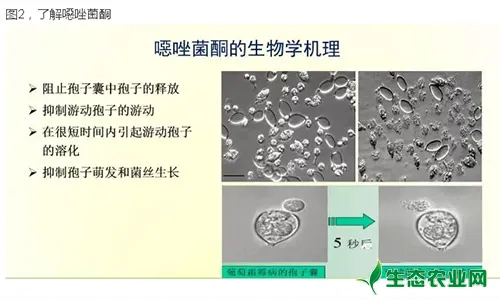 图2，了解噁唑菌酮
噁唑菌酮的生物学机理
➢ 阻止孢子囊中孢子的释放
➢ 抑制游动孢子的游动
➢ 在很短时间内引起游动孢子
的溶化
➢ 抑制孢子萌发和菌丝生长
5 秒后
葡萄霜霉病的孢子囊
生态农业网